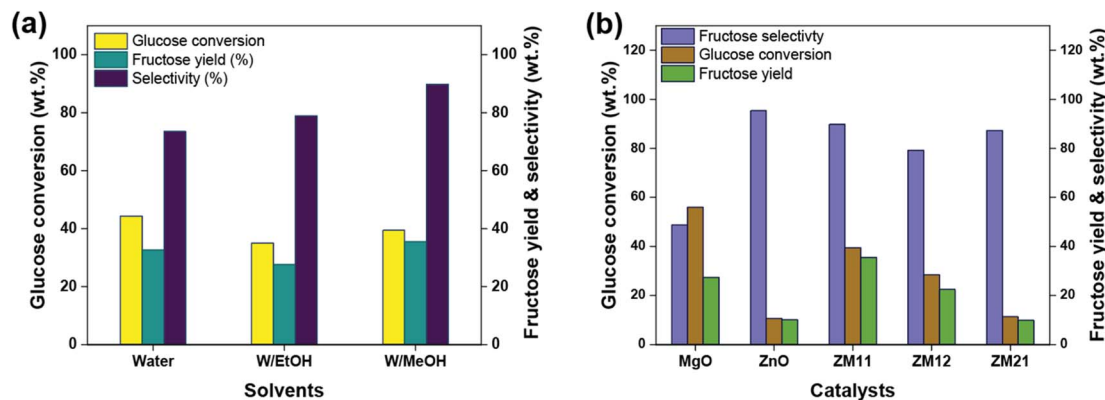 (a)
Glucose conversion
Fructose yield (%)
Selectivity (%)
Glucose conversion (wt.%)
100
80
60
40
20
0
100
80
60
40
20
0
Fructose yield & selectivity (wt.%)
Water W/EtOH W/MeOH
Solvents
(b)
Fructose selectivty
Glucose conversion
Fructose yield
Glucose conversion (wt.%)
120
100
80
60
40
20
0
120
100
80
60
40
20
0
Fructose yield & selectivity (wt.%)
MgO ZnO ZM11 ZM12 ZM21
Catalysts